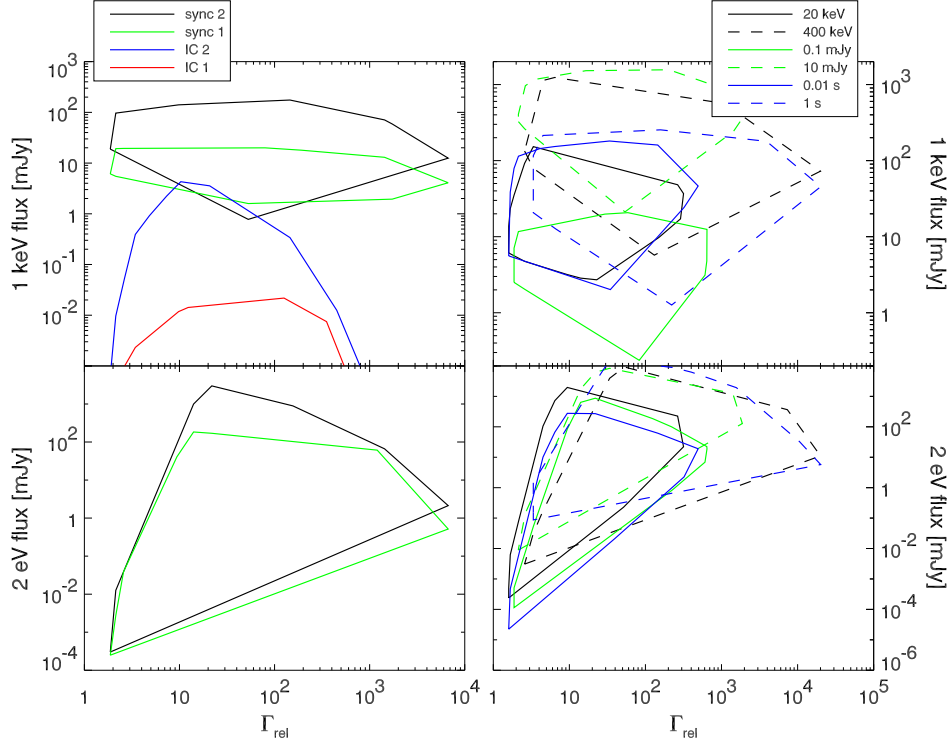 sync 2
sync 1
IC 2
IC 1
20 keV
400 keV
0.1 mJy
10 mJy
0.01 s
1 s
10³
10²
10
1
10⁻¹
10⁻²
1 keV flux [mJy]
10³
10²
10
1
1 keV flux [mJy]
10²
1
10⁻²
10⁻⁴
2 eV flux [mJy]
10²
1
10⁻²
10⁻⁴
10⁻⁶
2 eV flux [mJy]
1
10
10²
10³
10⁴
Γrel
1
10
10²
10³
10⁴
10⁵
Γrel